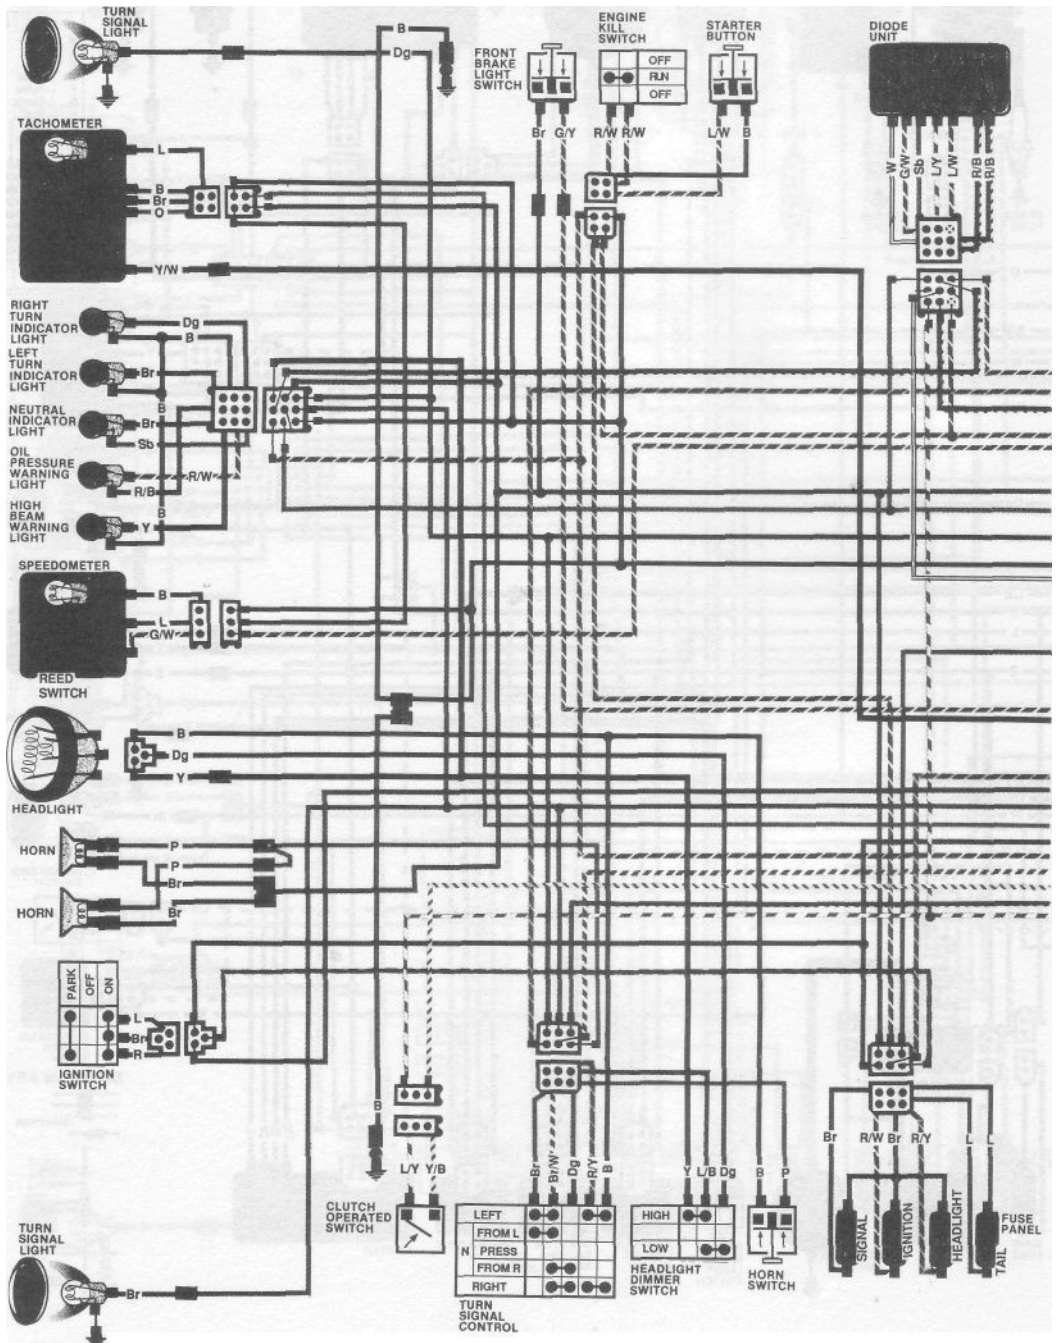 TURN
SIGNAL
LIGHT
B
Dg
FRONT
BRAKE
LIGHT
SWITCH
ENGINE
KILL
SWITCH
OFF
RUN
OFF
STARTER
BUTTON
DIODE
UNIT
Br
G/Y
R/W
R/W
L/W
B
W
G/W
Sb
L/Y
L/W
R/B
R/B
TACHOMETER
L
B
Br
O
Y/W
RIGHT
TURN
INDICATOR
LIGHT
Dg
B
LEFT
TURN
INDICATOR
LIGHT
Br
B
NEUTRAL
INDICATOR
LIGHT
Br
Sb
OIL
PRESSURE
WARNING
LIGHT
R/W
R/B
HIGH
BEAM
WARNING
LIGHT
B
Y
SPEEDOMETER
B
L
G/W
REED
SWITCH
HEADLIGHT
B
Dg
Y
HORN
P
P
Br
HORN
Br
PARK
OFF
ON
L
Br
R
IGNITION
SWITCH
B
L/Y
Y/B
CLUTCH
OPERATED
SWITCH
Br
Br/W
Dg
R/Y
B
LEFT
FROM L
N PRESS
FROM R
RIGHT
TURN
SIGNAL
CONTROL
Y
L/B
Dg
HIGH
LOW
HEADLIGHT
DIMMER
SWITCH
B
P
HORN
SWITCH
Br
R/W
Br
R/Y
L
L
SIGNAL
IGNITION
HEADLIGHT
TAIL
FUSE
PANEL
TURN
SIGNAL
LIGHT
Br